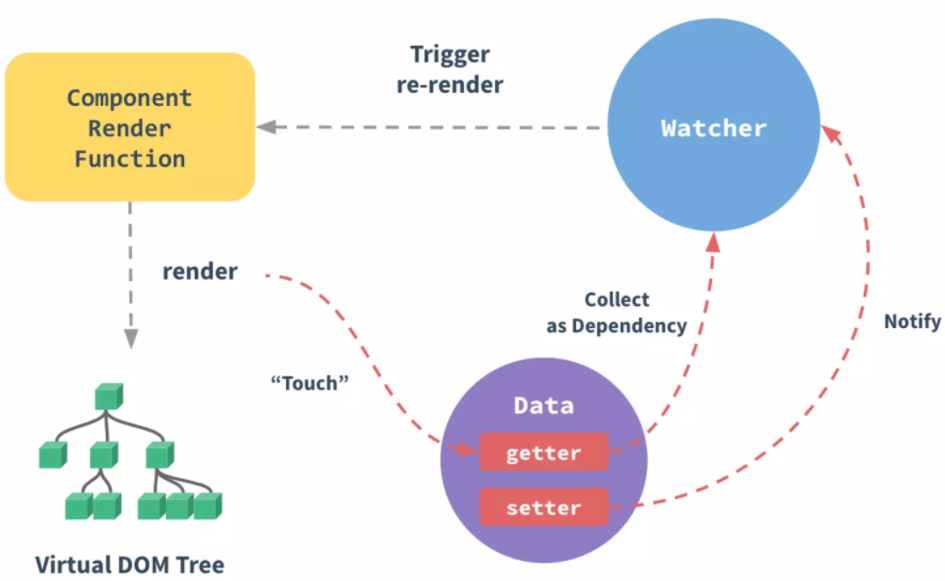 Trigger
re-render
Component
Render
Function
Watcher
render
Collect
as Dependency
Notify
“Touch”
Data
getter
setter
Virtual DOM Tree